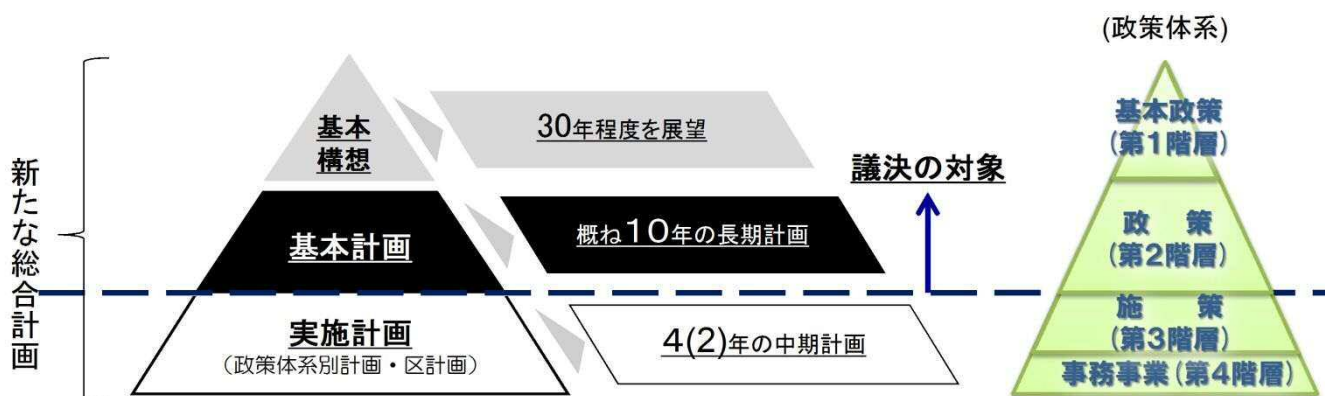 新たな総合計画
基本
構想
30年程度を展望
基本計画
概ね10年の長期計画
議決の対象
実施計画
(政策体系別計画・区計画)
4(2)年の中期計画
(政策体系)
基本政策
(第1階層)
政 策
(第2階層)
施 策
(第3階層)
事務事業(第4階層)